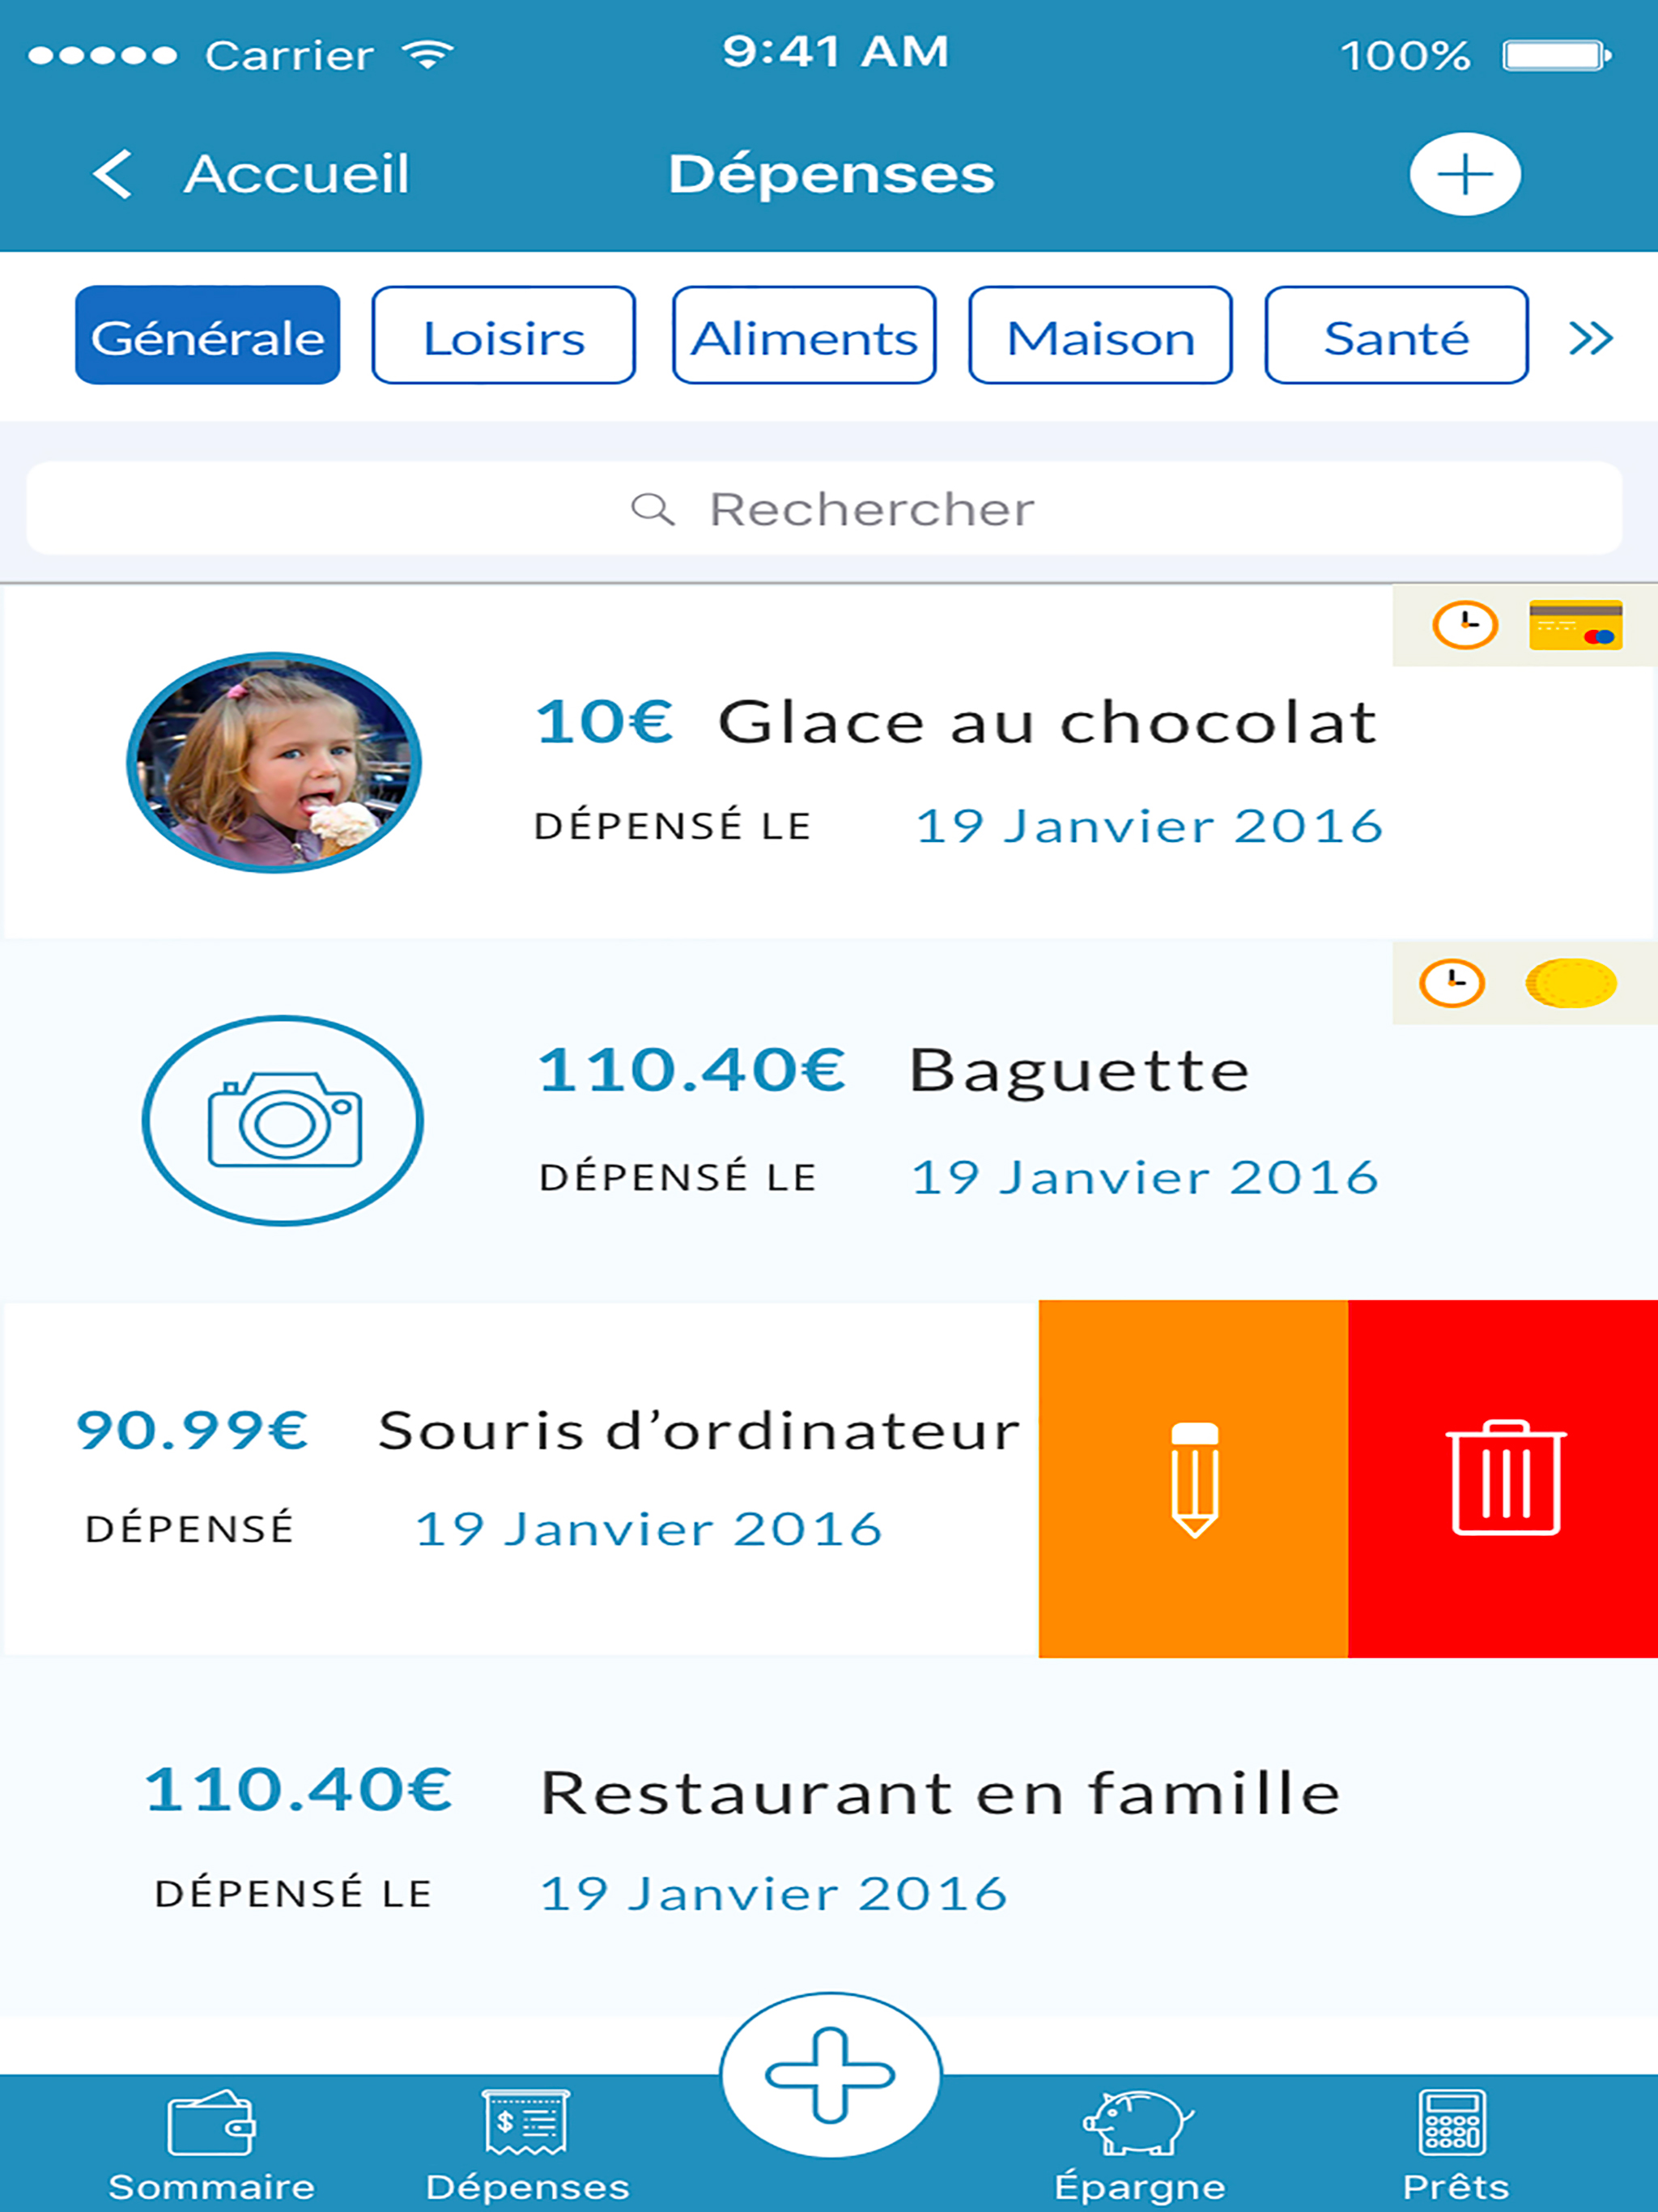 Carrier 9:41 AM 100%
Accueil Dépenses
Générale Loisirs Aliments Maison Santé
Rechercher
10€ Glace au chocolat
DÉPENSÉ LE 19 Janvier 2016
110.40€ Baguette
DÉPENSÉ LE 19 Janvier 2016
90.99€ Souris d’ordinateur
DÉPENSÉ 19 Janvier 2016
110.40€ Restaurant en famille
DÉPENSÉ LE 19 Janvier 2016
Sommaire Dépenses Épargne Prêts